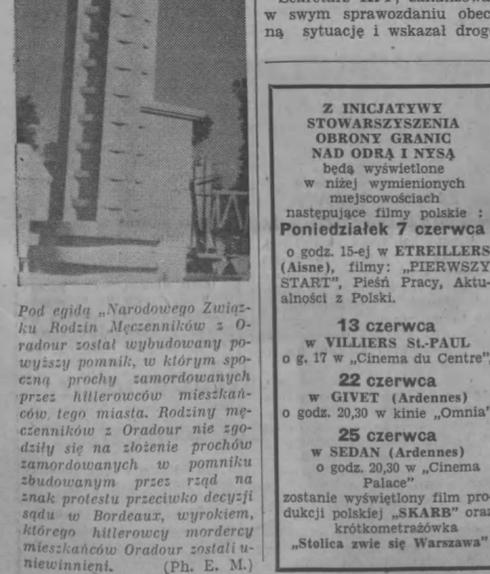 w swym sprawozdaniu obec
ną sytuację i wskazał drog
Pod egidą „Narodowego Związ-
ku Rodzin Męczenników z O-
radour został wybudowany po-
wyższy pomnik, w którym spo-
czną prochy zamordowanych
przez hitlerowców mieszkań-
ców tego miasta. Rodziny mę-
czenników z Oradour nie zgo-
dziły się na złożenie prochów
zamordowanych w pomniku
zbudowanym przez rząd na
znak protestu przeciwko decyzji
sądu w Bordeaux, wyrokiem,
którego hitlerowcy mordercy
mieszkańców Oradour zostali u-
niewinnieni. (Ph. E. M.)
Z INICJATYWY
STOWARSZYSZENIA
OBRONY GRANIC
NAD ODRĄ I NYSĄ
będą wyświetlone
w niżej wymienionych
miejscowościach
następujące filmy polskie :
Poniedziałek 7 czerwca
o godz. 15-ej w ETREILLERS
(Aisne), filmy: „PIERWSZY
START”, Pieśń Pracy, Aktu-
alności z Polski.
13 czerwca
w VILLIERS St.-PAUL
o g. 17 w „Cinema du Centre”.
22 czerwca
w GIVET (Ardennes)
o godz. 20,30 w kinie „Omnia”
25 czerwca
w SEDAN (Ardennes)
o godz. 20,30 w „Cinema
Palace”
zostanie wyświętlony film pro-
dukcji polskiej „SKARB” oraz
krótkometrażówka
„Stolica zwie się Warszawa”